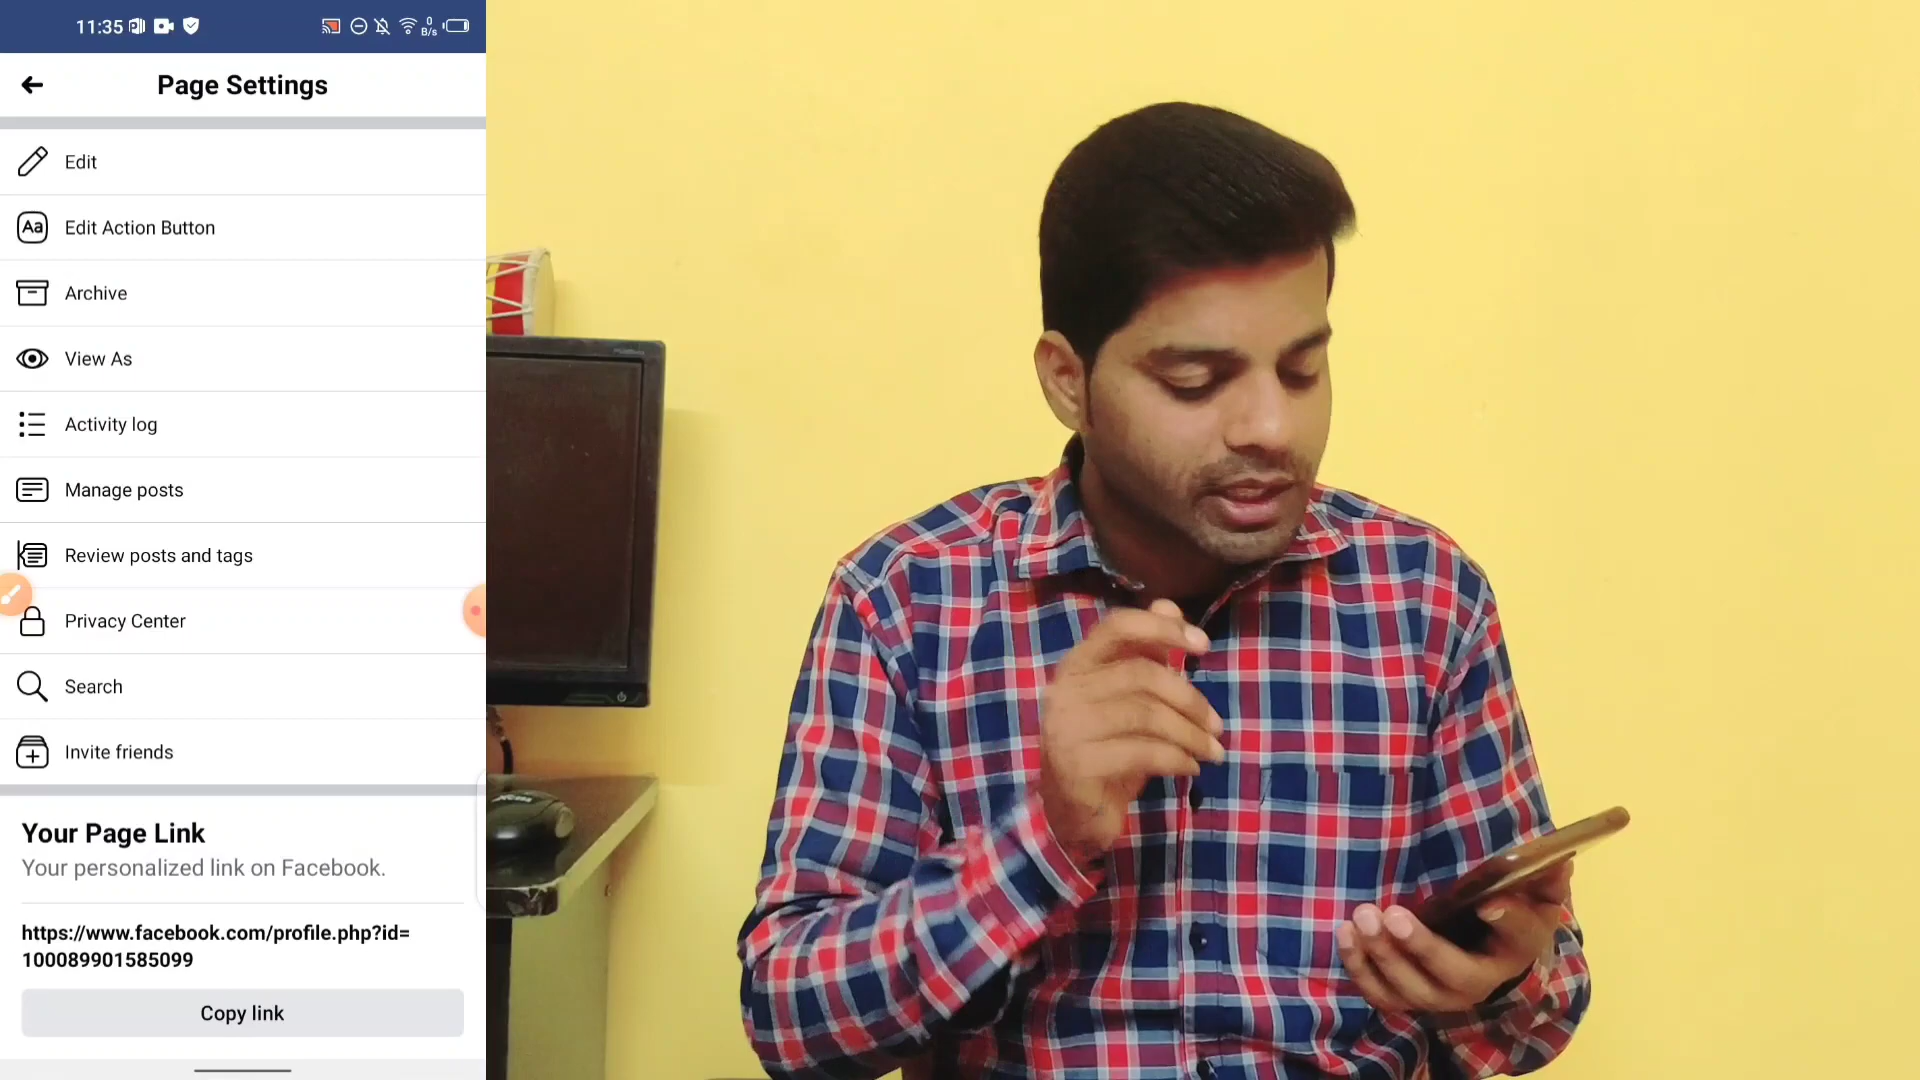 11:35
0
B/s
Page Settings
Edit
Aa
Edit Action Button
Archive
View As
Activity log
Manage posts
Review posts and tags
Privacy Center
Search
Invite friends
Your Page Link
Your personalized link on Facebook.
https://www.facebook.com/profile.php?id=
100089901585099
Copy link